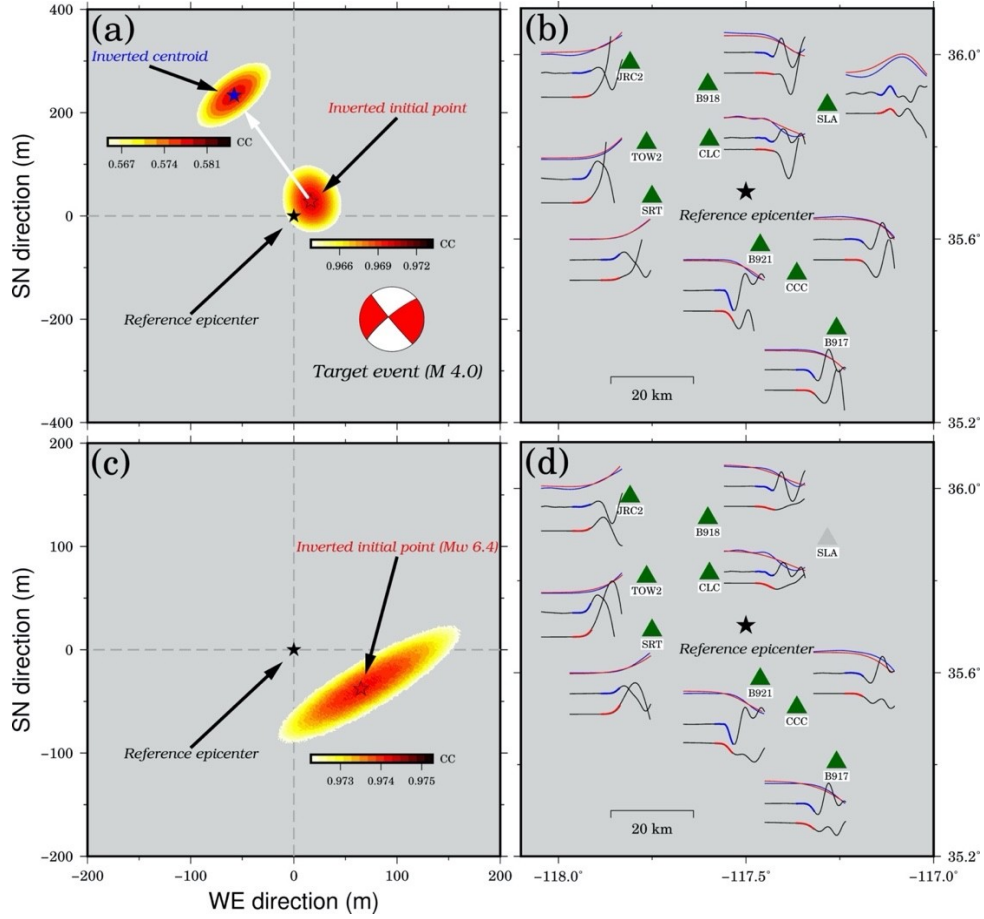 (a)
Inverted centroid
CC
0.567 0.574 0.581
Inverted initial point
CC
0.966 0.969 0.972
Reference epicenter
Target event (M 4.0)
SN direction (m)
400
300
200
100
0
−100
−200
−300
−400
(b)
JRC2
B918
SLA
TOW2
CLC
SRT
Reference epicenter
B921
CCC
B917
20 km
36.0°
35.6°
35.2°
(c)
Inverted initial point (Mw 6.4)
Reference epicenter
CC
0.973 0.974 0.975
SN direction (m)
200
100
0
−100
−200
−200 −100 0 100 200
WE direction (m)
(d)
JRC2
B918
SLA
TOW2
CLC
SRT
Reference epicenter
B921
CCC
B917
20 km
36.0°
35.6°
35.2°
−118.0° −117.5° −117.0°